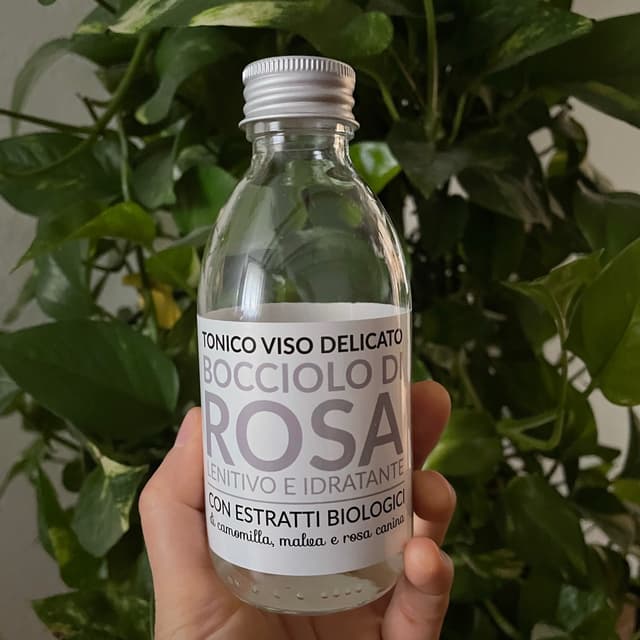 TONICO VISO DELICATO
BOCCIOLO DI
ROSA
LENITIVO E IDRATANTE
CON ESTRATTI BIOLOGICI
di camomilla, malva e rosa canina